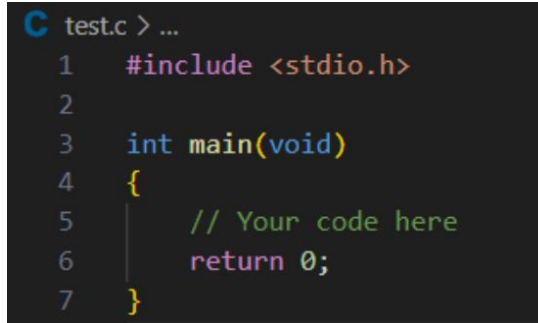 C test.c > ...
1 #include <stdio.h>
2
3 int main(void)
4 {
5     // Your code here
6     return 0;
7 }